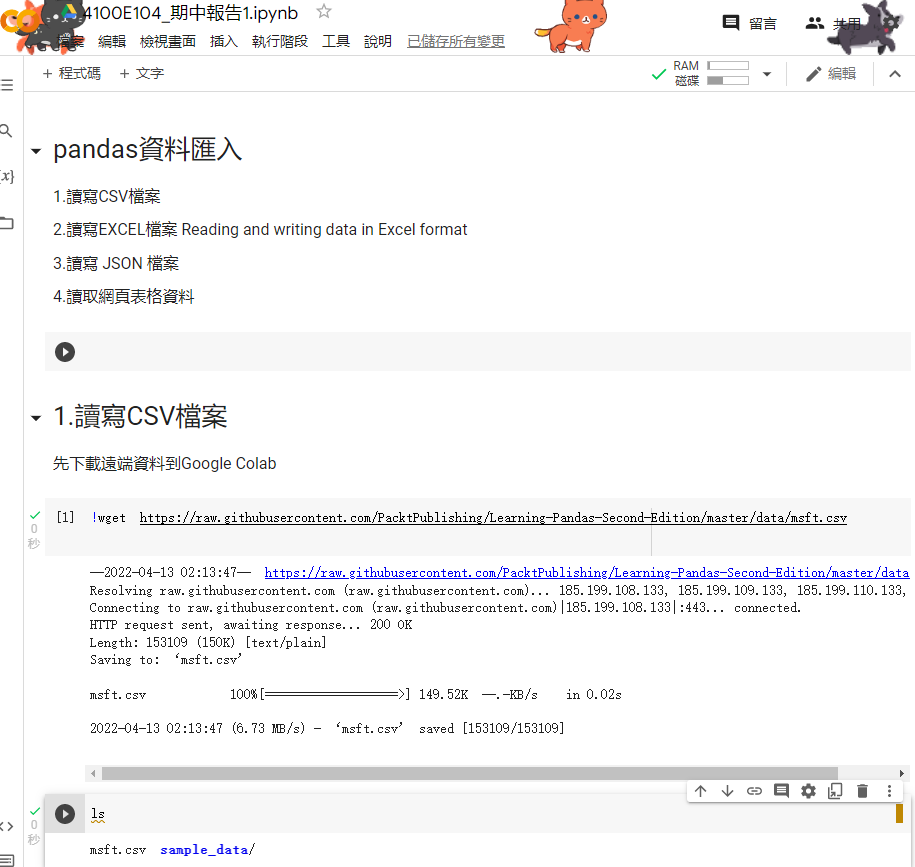 4100E104_期中報告1.ipynb
留言
共用
檔案 編輯 檢視畫面 插入 執行階段 工具 說明 已儲存所有變更
+ 程式碼 + 文字
RAM
磁碟
編輯
{x}
pandas資料匯入
1.讀寫CSV檔案
2.讀寫EXCEL檔案 Reading and writing data in Excel format
3.讀寫 JSON 檔案
4.讀取網頁表格資料
1.讀寫CSV檔案
先下載遠端資料到Google Colab
0
秒
[1] !wget https://raw.githubusercontent.com/PacktPublishing/Learning-Pandas-Second-Edition/master/data/msft.csv
--2022-04-13 02:13:47-- https://raw.githubusercontent.com/PacktPublishing/Learning-Pandas-Second-Edition/master/data
Resolving raw.githubusercontent.com (raw.githubusercontent.com)... 185.199.108.133, 185.199.109.133, 185.199.110.133,
Connecting to raw.githubusercontent.com (raw.githubusercontent.com)|185.199.108.133|:443... connected.
HTTP request sent, awaiting response... 200 OK
Length: 153109 (150K) [text/plain]
Saving to: ‘msft.csv’
msft.csv 100%[===================>] 149.52K --.-KB/s in 0.02s
2022-04-13 02:13:47 (6.73 MB/s) - ‘msft.csv’ saved [153109/153109]
0
秒
ls
msft.csv sample_data/